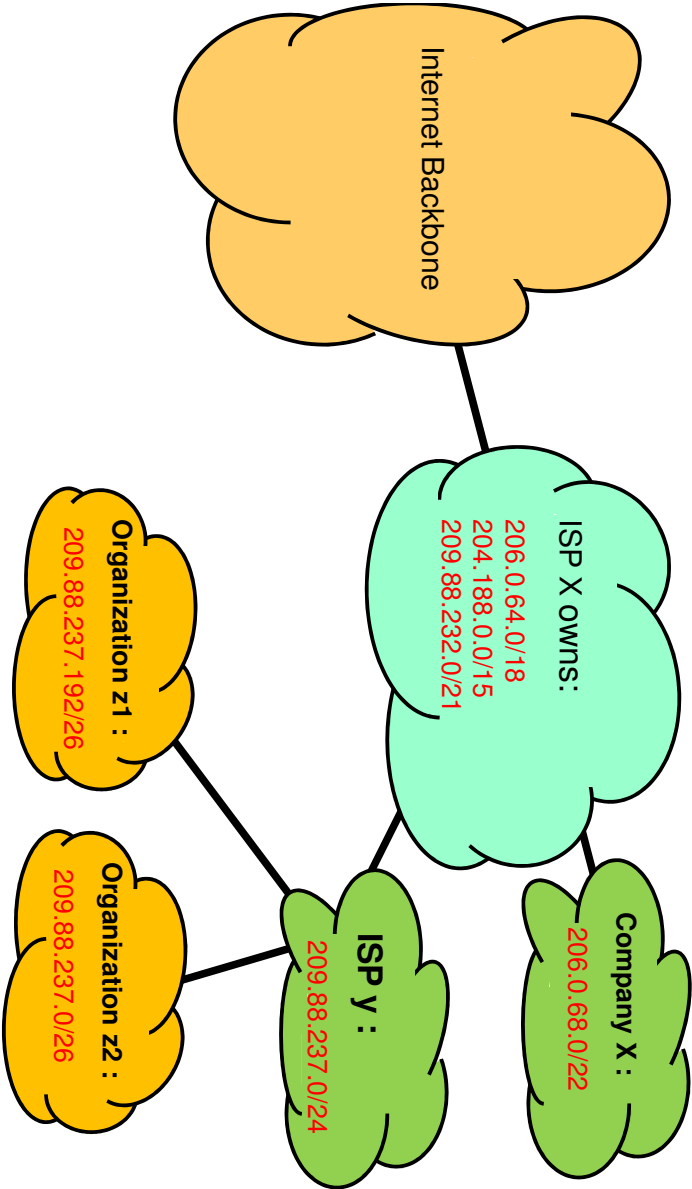 Internet Backbone
ISP X owns:
206.0.64.0/18
204.188.0.0/15
209.88.232.0/21
Company X :
206.0.68.0/22
ISP y :
209.88.237.0/24
Organization z1 :
209.88.237.192/26
Organization z2 :
209.88.237.0/26